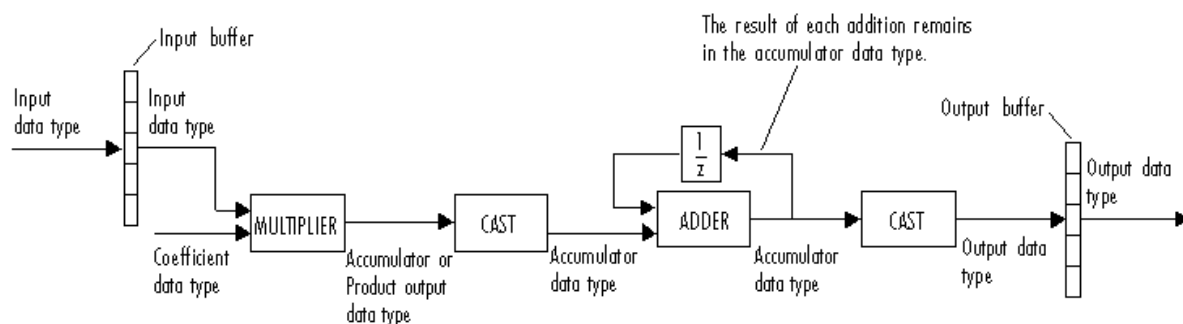 Input buffer
Input
data type
Input
data type
MULTIPLIER
Coefficient
data type
Accumulator or
Product output
data type
CAST
Accumulator
data type
The result of each addition remains
in the accumulator data type.
1
z
ADDER
Accumulator
data type
CAST
Output data
type
Output buffer
Output data
type